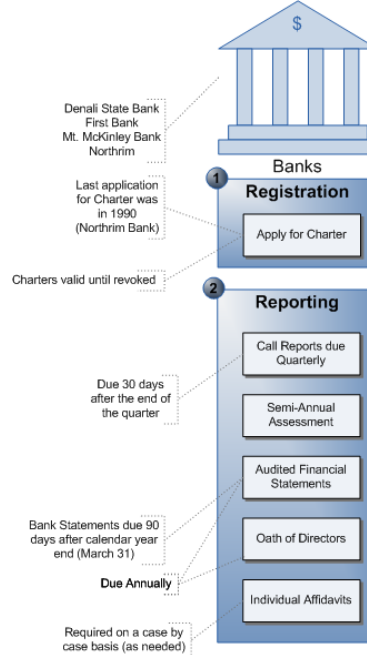 $
Denali State Bank
First Bank
Mt. McKinley Bank
Northrim
Banks
1
Registration
Last application
for Charter was
in 1990
(Northrim Bank)
Apply for Charter
Charters valid until revoked
2
Reporting
Call Reports due
Quarterly
Due 30 days
after the end of
the quarter
Semi-Annual
Assessment
Audited Financial
Statements
Bank Statements due 90
days after calendar year
end (March 31)
Oath of Directors
Due Annually
Individual Affidavits
Required on a case by
case basis (as needed)